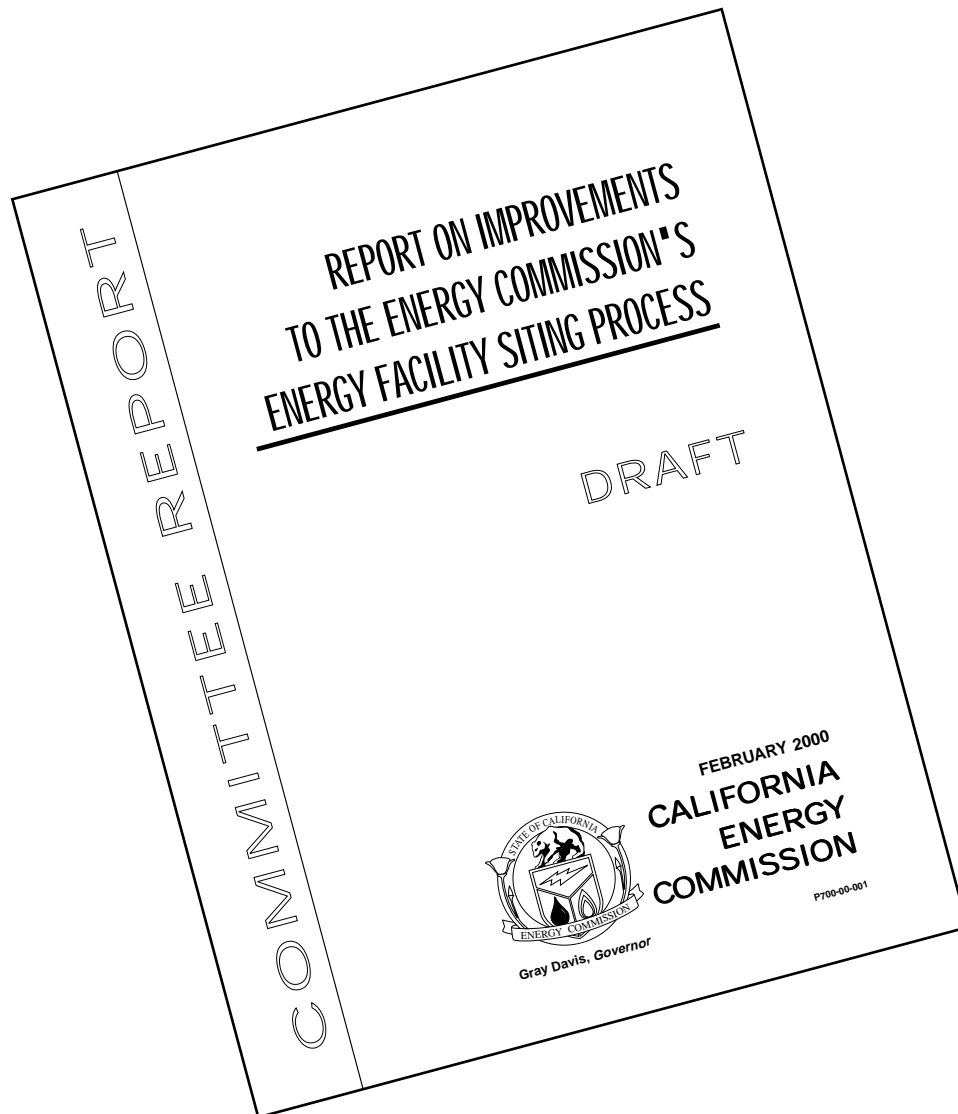 COMMITTEE REPORT
REPORT ON IMPROVEMENTS
TO THE ENERGY COMMISSION'S
ENERGY FACILITY SITING PROCESS
DRAFT
FEBRUARY 2000
CALIFORNIA
ENERGY
COMMISSION
P700-00-001
STATE OF CALIFORNIA
ENERGY COMMISSION
Gray Davis, Governor